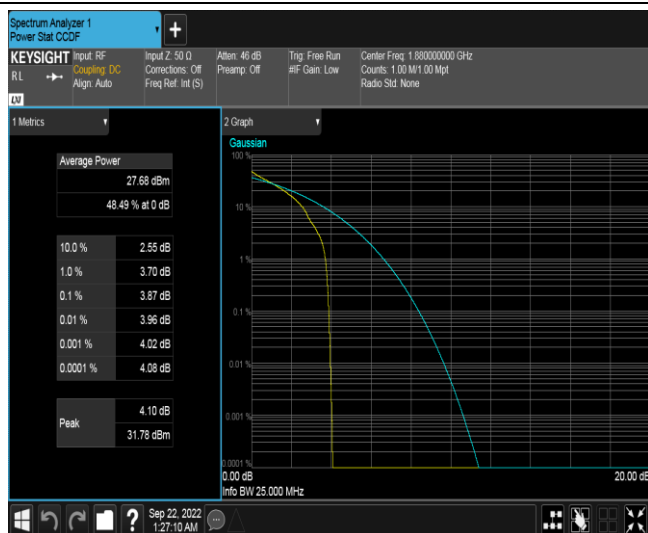 Spectrum Analyzer 1
Power Stat CCDF
+
KEYSIGHT Input: RF Input Z: 50 Ω Atten: 46 dB Trig: Free Run Center Freq: 1.880000000 GHz
RL Coupling: DC Corrections: Off Preamp: Off #IF Gain: Low Counts: 1.00 M/1.00 Mpt
Align: Auto Freq Ref: Int (S) Radio Std: None
LXI
1 Metrics
Average Power
27.68 dBm
48.49 % at 0 dB
10.0 % 2.55 dB
1.0 % 3.70 dB
0.1 % 3.87 dB
0.01 % 3.96 dB
0.001 % 4.02 dB
0.0001 % 4.08 dB
Peak 4.10 dB
31.78 dBm
2 Graph
Gaussian
100 %
10 %
1 %
0.1 %
0.01 %
0.001 %
0.0001 %
0.00 dB 20.00 dB
Info BW 25.000 MHz
? Sep 22, 2022
1:27:10 AM